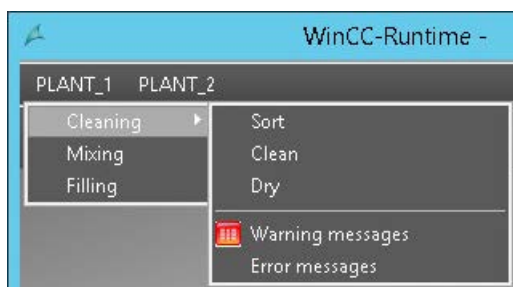 WinCC-Runtime -
PLANT_1 PLANT_2
Cleaning
Mixing
Filling
Sort
Clean
Dry
Warning messages
Error messages